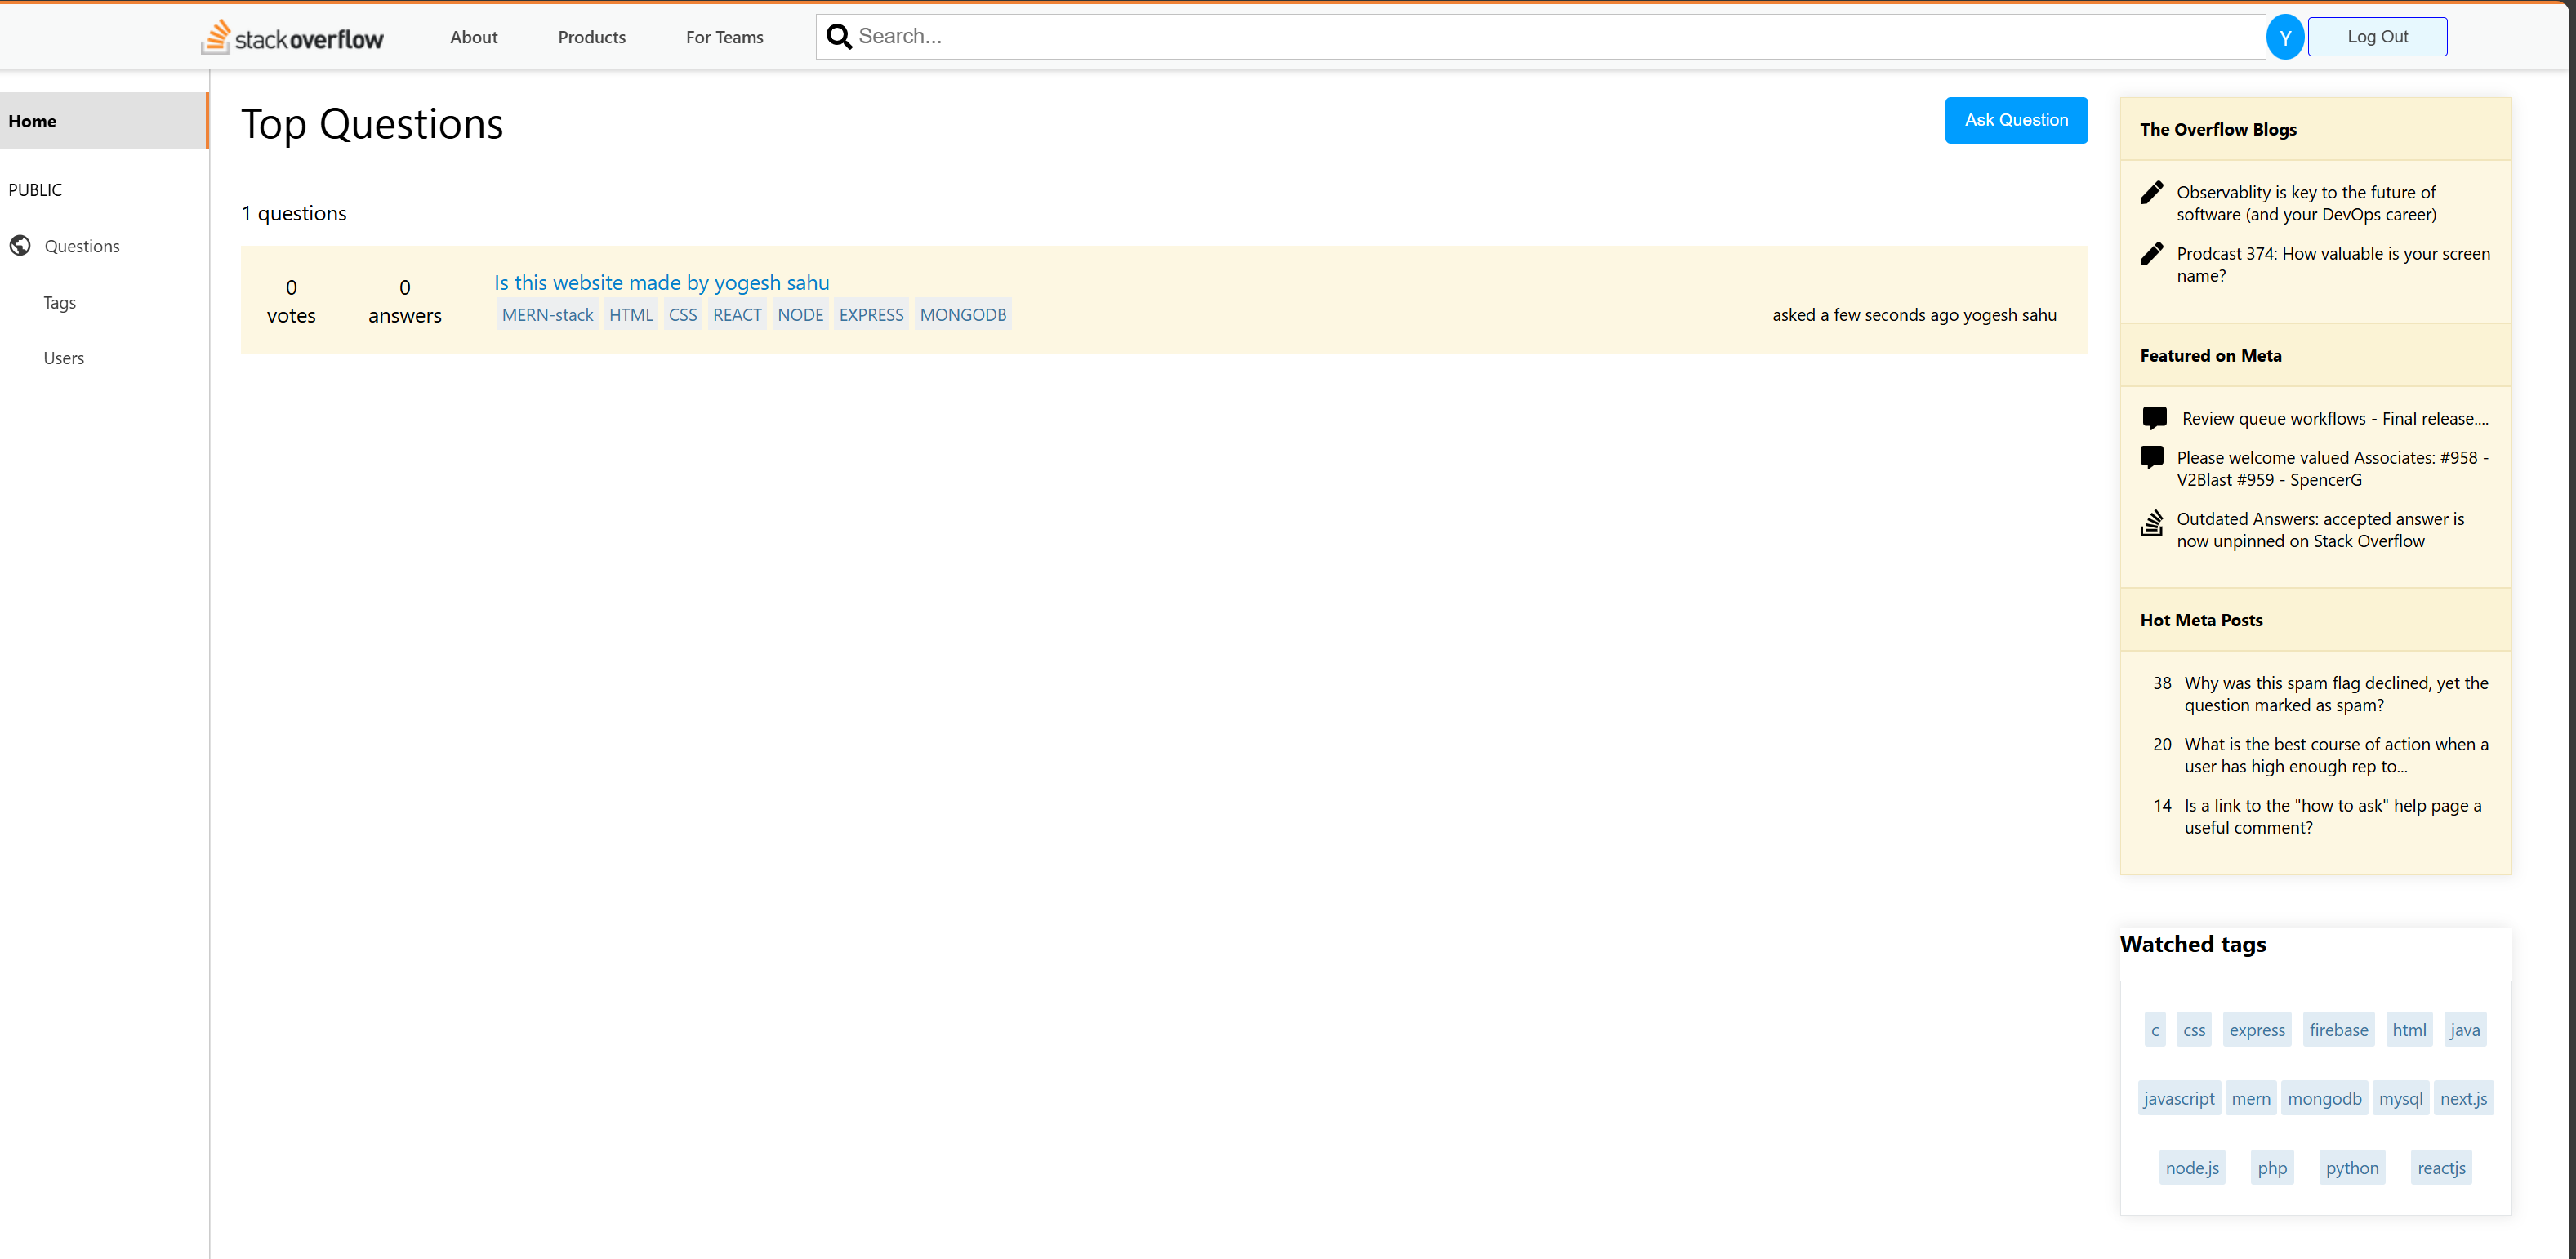 stackoverflow About Products For Teams Search... Y Log Out
Home
PUBLIC
Questions
Tags
Users
Top Questions
Ask Question
1 questions
0 votes
0 answers
Is this website made by yogesh sahu
MERN-stack HTML CSS REACT NODE EXPRESS MONGODB
asked a few seconds ago yogesh sahu
The Overflow Blogs
Observablity is key to the future of
software (and your DevOps career)
Prodcast 374: How valuable is your screen
name?
Featured on Meta
Review queue workflows - Final release....
Please welcome valued Associates: #958 -
V2Blast #959 - SpencerG
Outdated Answers: accepted answer is
now unpinned on Stack Overflow
Hot Meta Posts
38 Why was this spam flag declined, yet the
question marked as spam?
20 What is the best course of action when a
user has high enough rep to...
14 Is a link to the "how to ask" help page a
useful comment?
Watched tags
c css express firebase html java
javascript mern mongodb mysql next.js
node.js php python reactjs